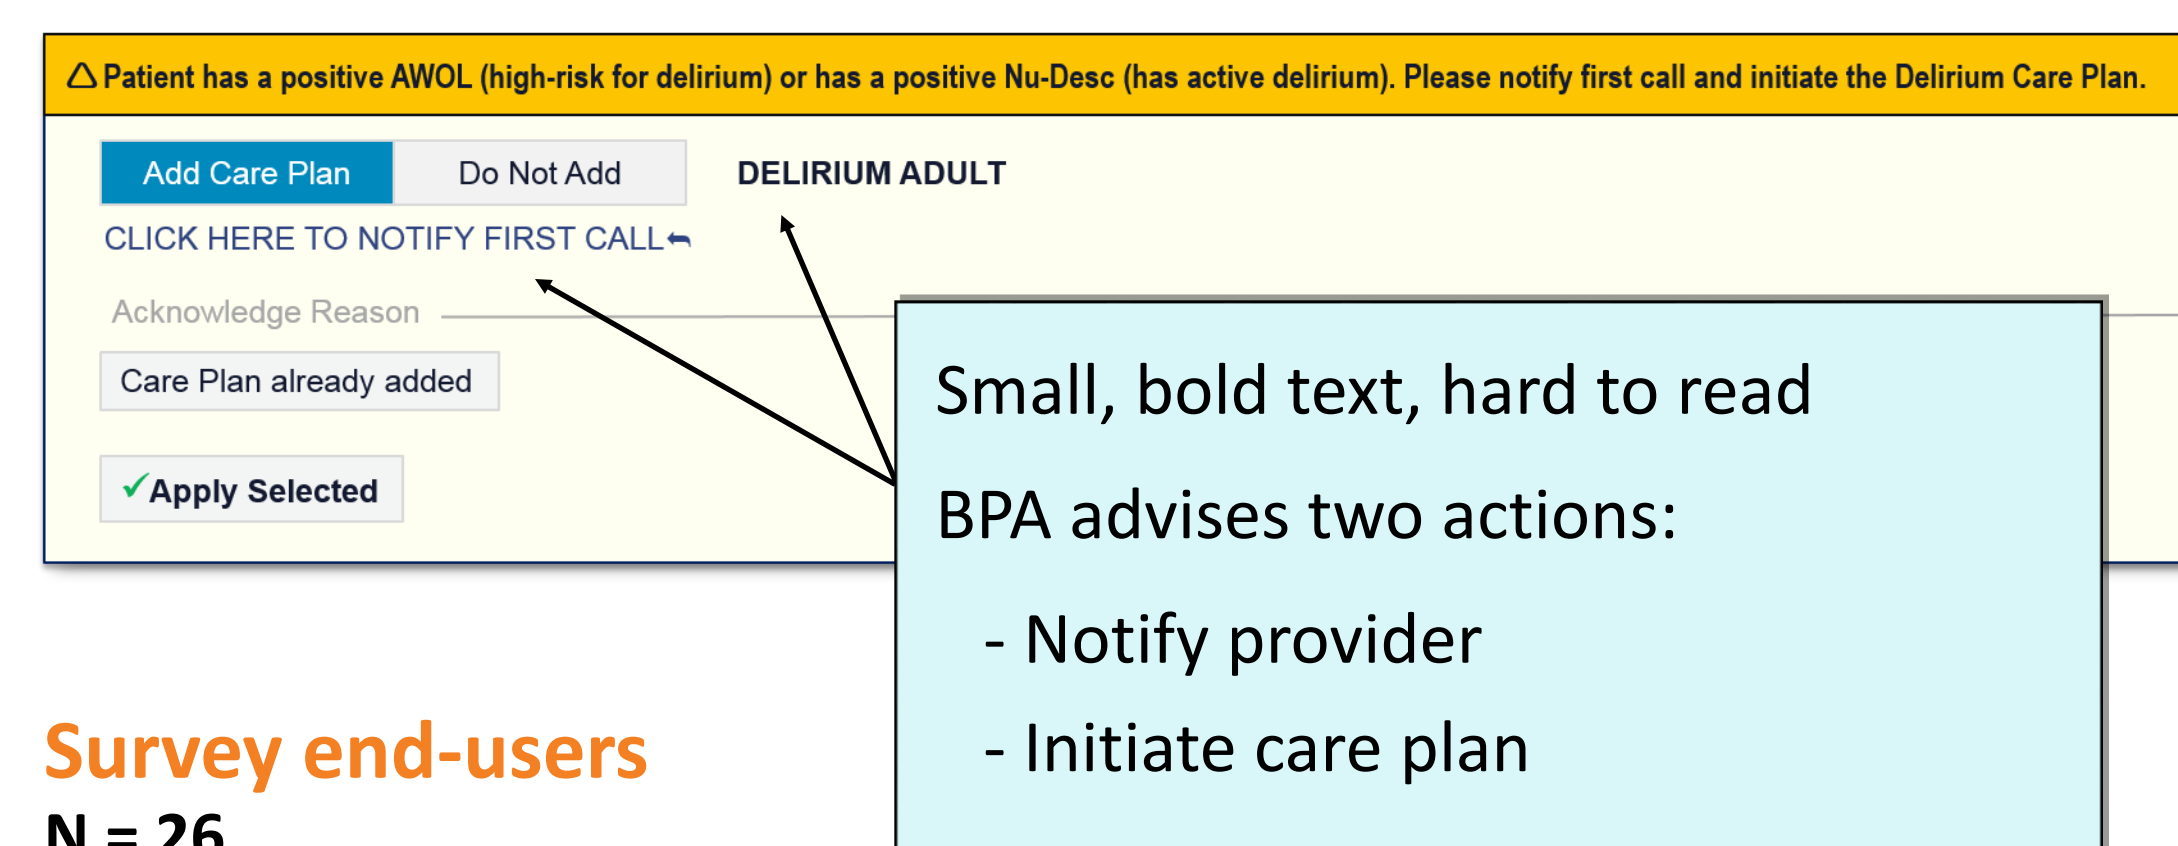 Patient has a positive AWOL (high-risk for delirium) or has a positive Nu-Desc (has active delirium). Please notify first call and initiate the Delirium Care Plan.
Add Care Plan Do Not Add DELIRIUM ADULT
CLICK HERE TO NOTIFY FIRST CALL
Acknowledge Reason
Care Plan already added
✓Apply Selected
Small, bold text, hard to read
BPA advises two actions:
- Notify provider
- Initiate care plan
Survey end-users
N = 26